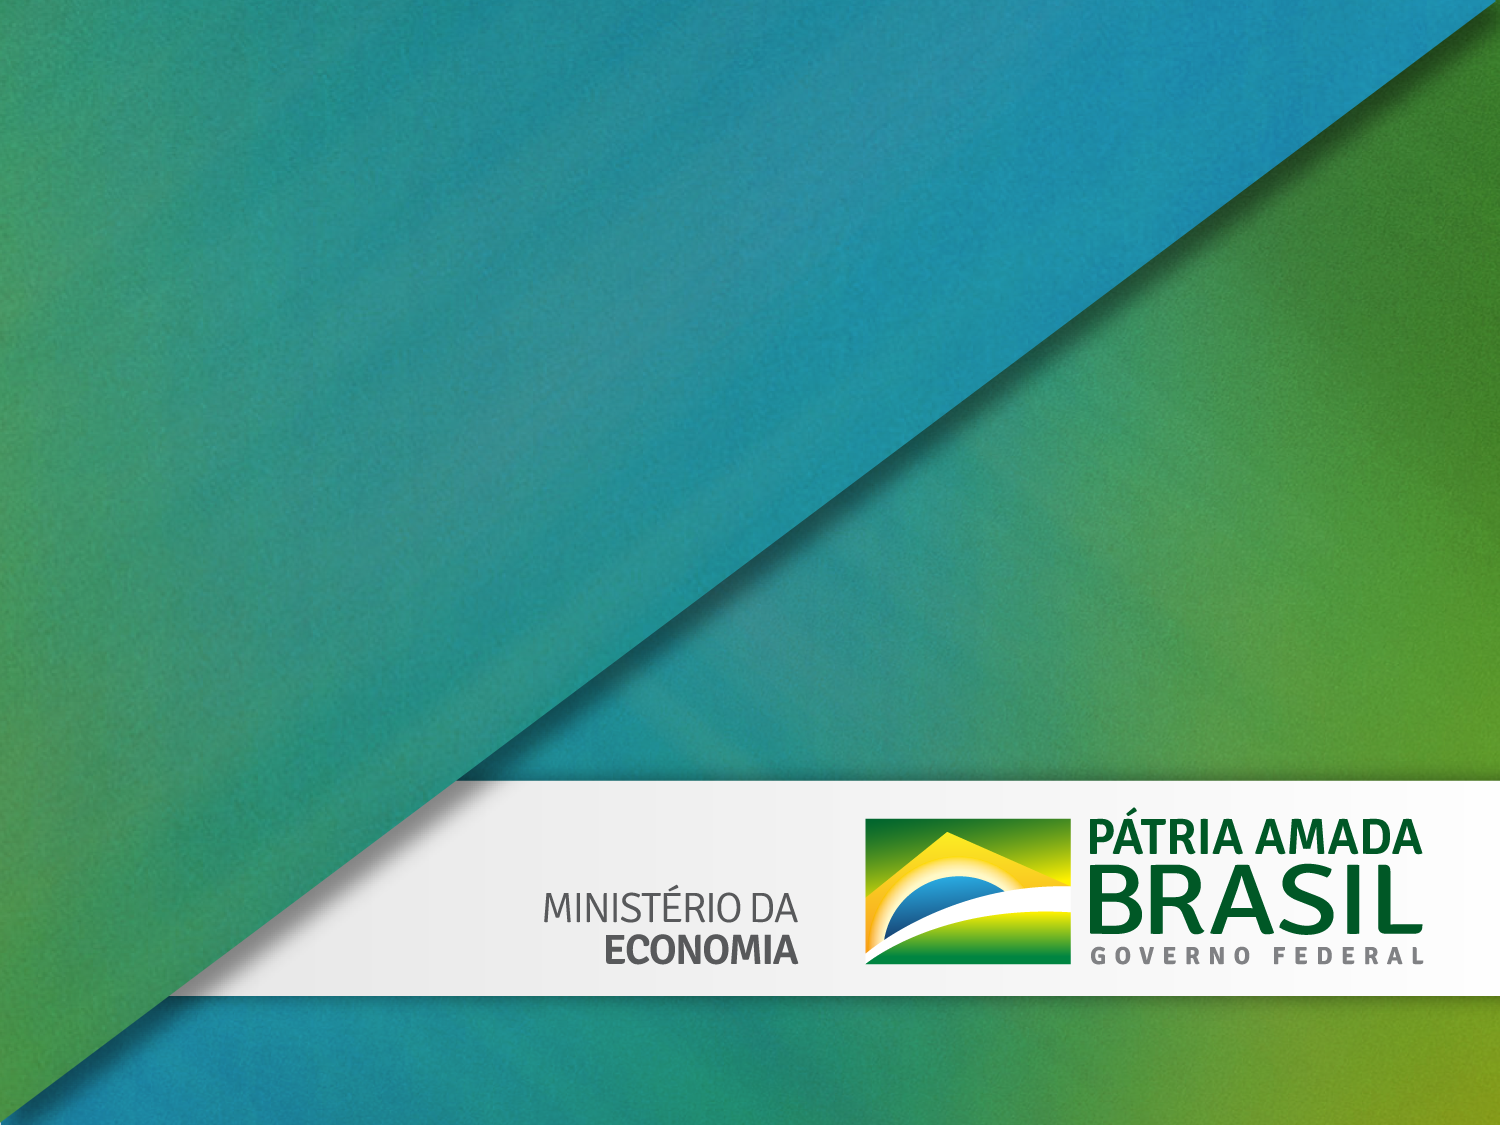 MINISTÉRIO DA
ECONOMIA
PÁTRIA AMADA
BRASIL
GOVERNO FEDERAL